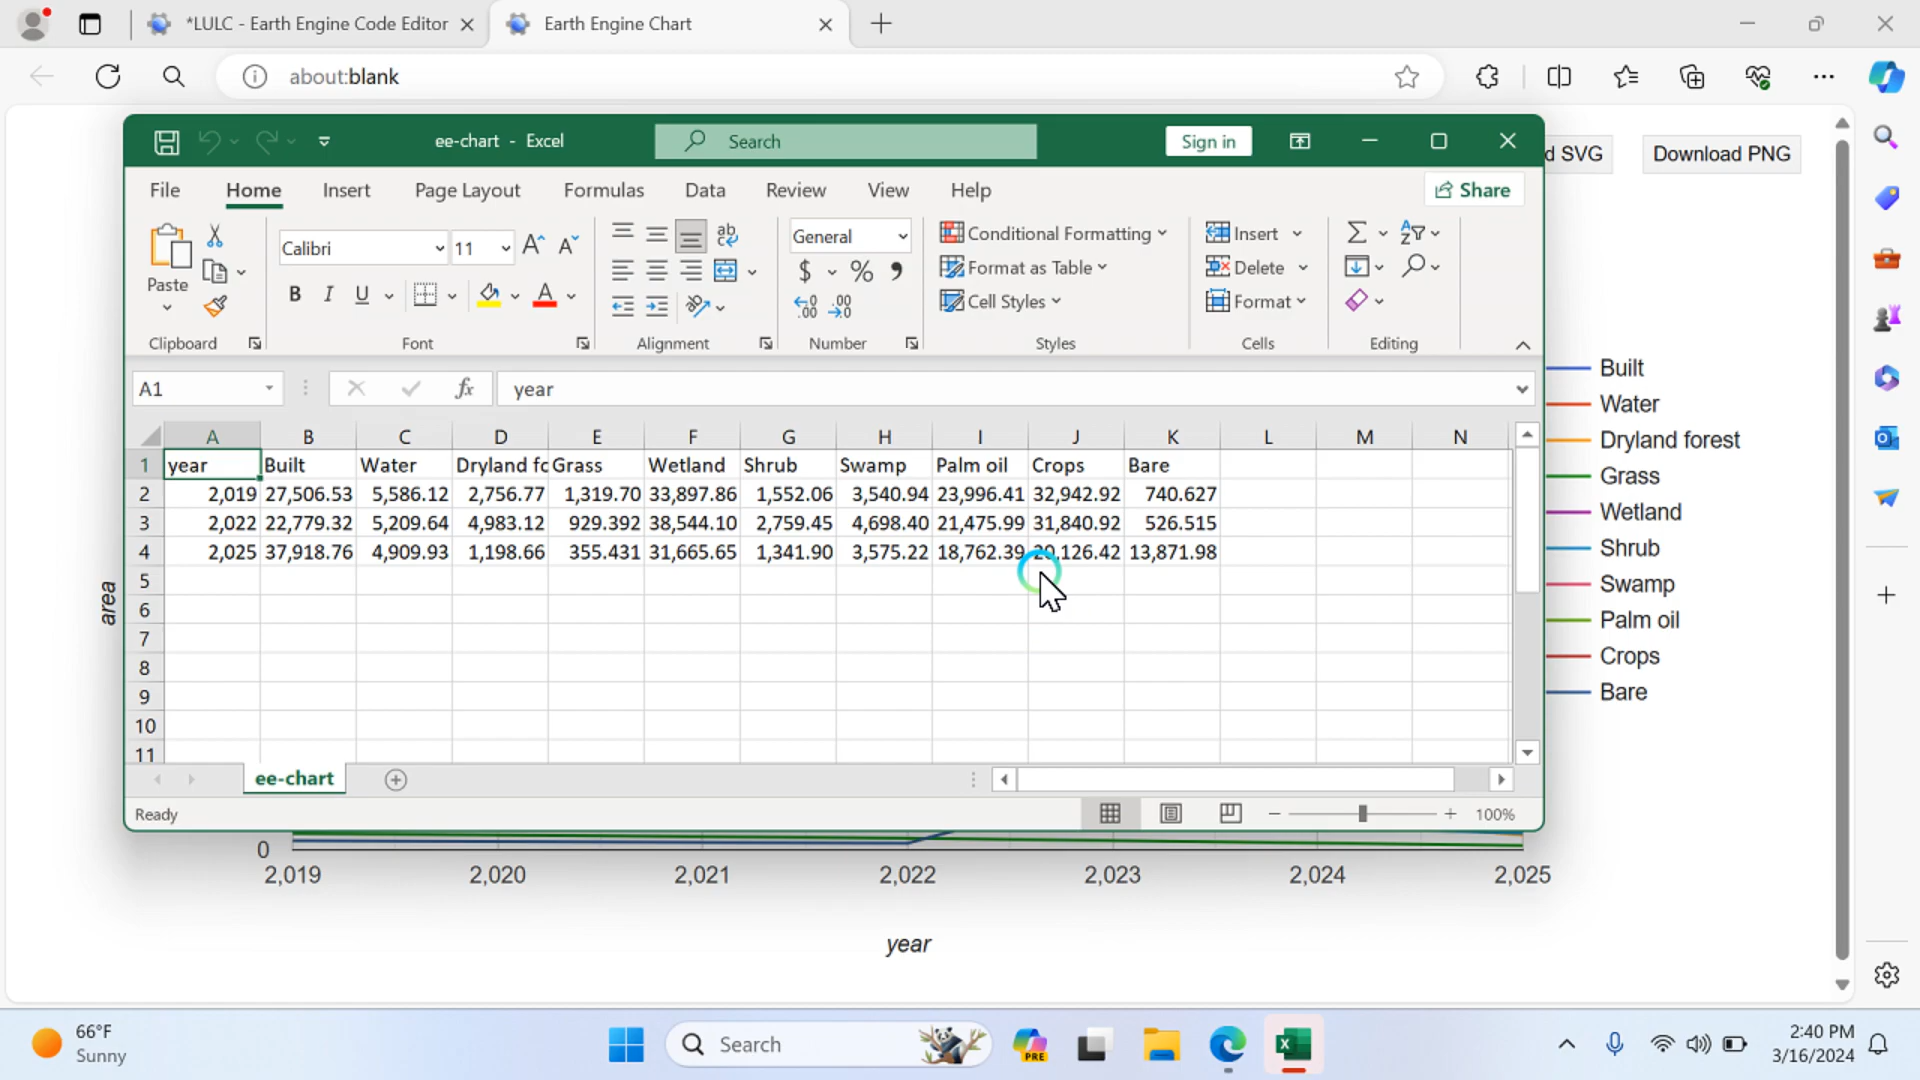 *LULC - Earth Engine Code Editor
Earth Engine Chart
about:blank
d SVG
Download PNG
ee-chart - Excel
Search
Sign in
File Home Insert Page Layout Formulas Data Review View Help
Share
Paste
Calibri
11
B I U
General
Conditional Formatting
Format as Table
Cell Styles
Insert
Delete
Format
Clipboard Font Alignment Number Styles Cells Editing
A1
fx
year
A B C D E F G H I J K L M N
1 year Built Water Dryland fo Grass Wetland Shrub Swamp Palm oil Crops Bare
2 2,019 27,506.53 5,586.12 2,756.77 1,319.70 33,897.86 1,552.06 3,540.94 23,996.41 32,942.92 740.627
3 2,022 22,779.32 5,209.64 4,983.12 929.392 38,544.10 2,759.45 4,698.40 21,475.99 31,840.92 526.515
4 2,025 37,918.76 4,909.93 1,198.66 355.431 31,665.65 1,341.90 3,575.22 18,762.39 20,126.42 13,871.98
5
6
7
8
9
10
11
ee-chart
Ready
100%
Built
Water
Dryland forest
Grass
Wetland
Shrub
Swamp
Palm oil
Crops
Bare
area
0
2,019 2,020 2,021 2,022 2,023 2,024 2,025
year
66°F
Sunny
Search
PRE
2:40 PM
3/16/2024